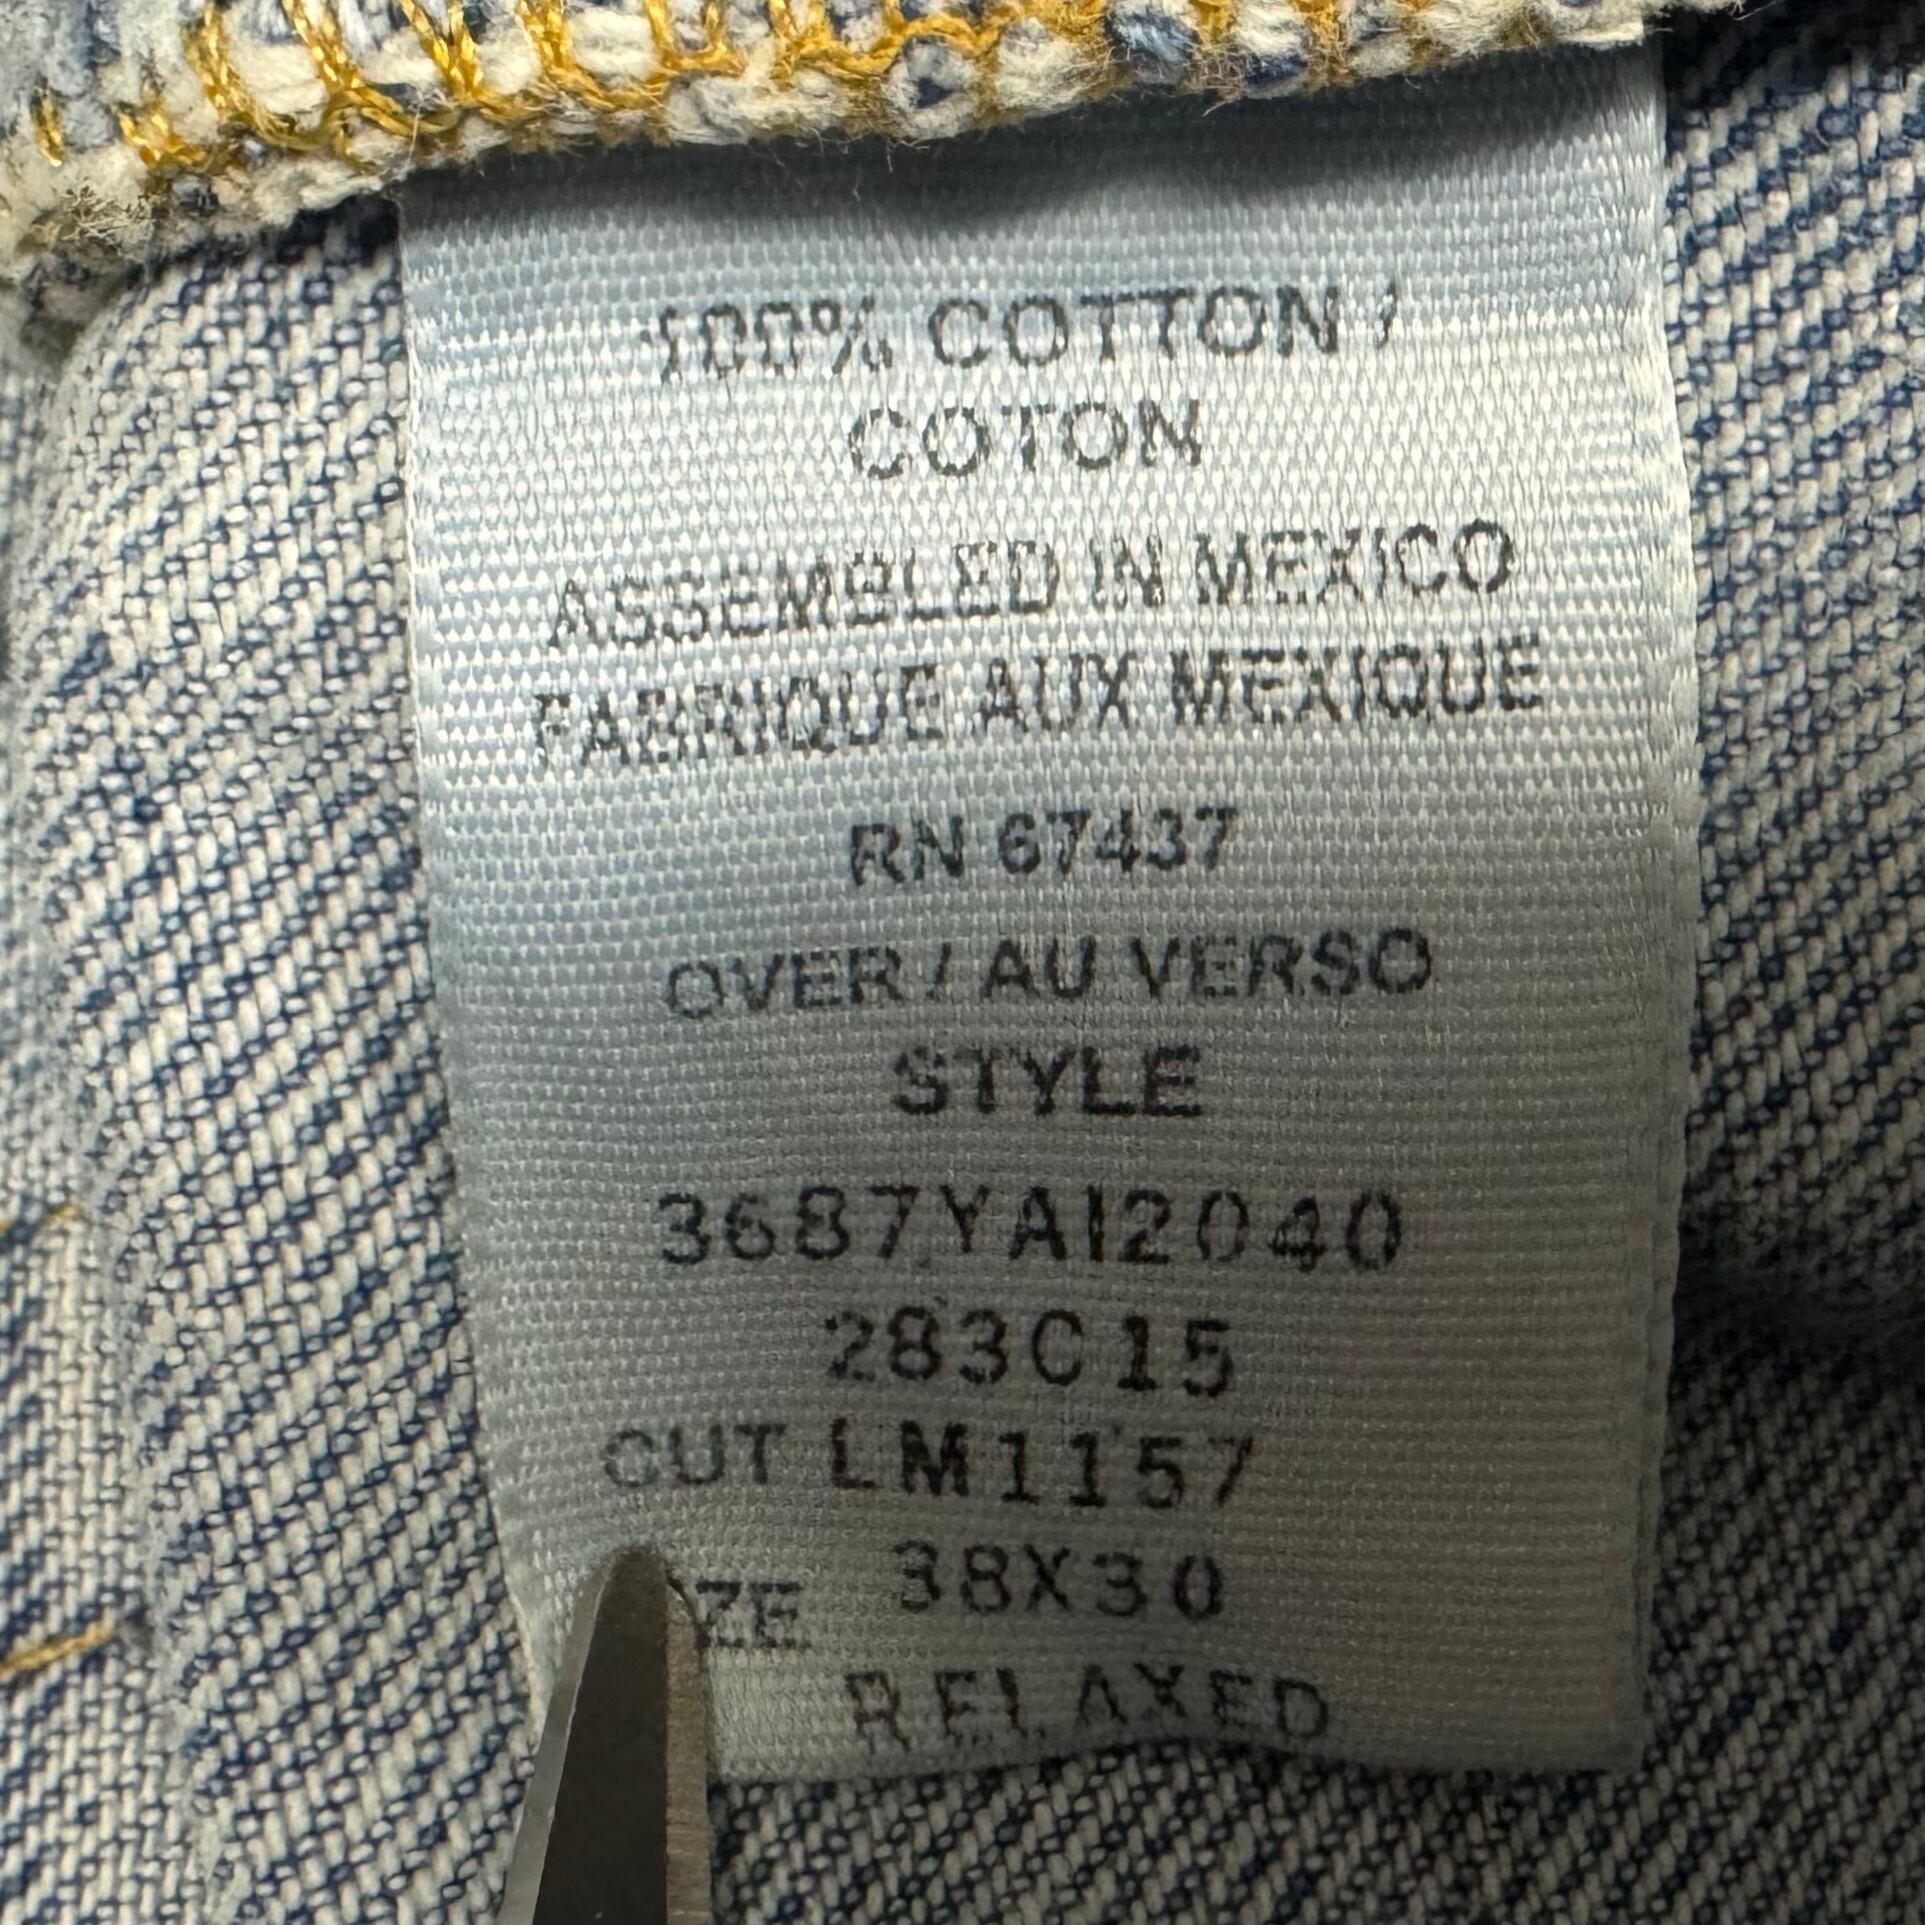 100% COTTON /
COTON
ASSEMBLED IN MEXICO
FABRIQUE AUX MEXIQUE
RN 67437
OVER / AU VERSO
STYLE
3687YAI2040
283C15
CUT LM1157
ZE 38X30
RELAXED